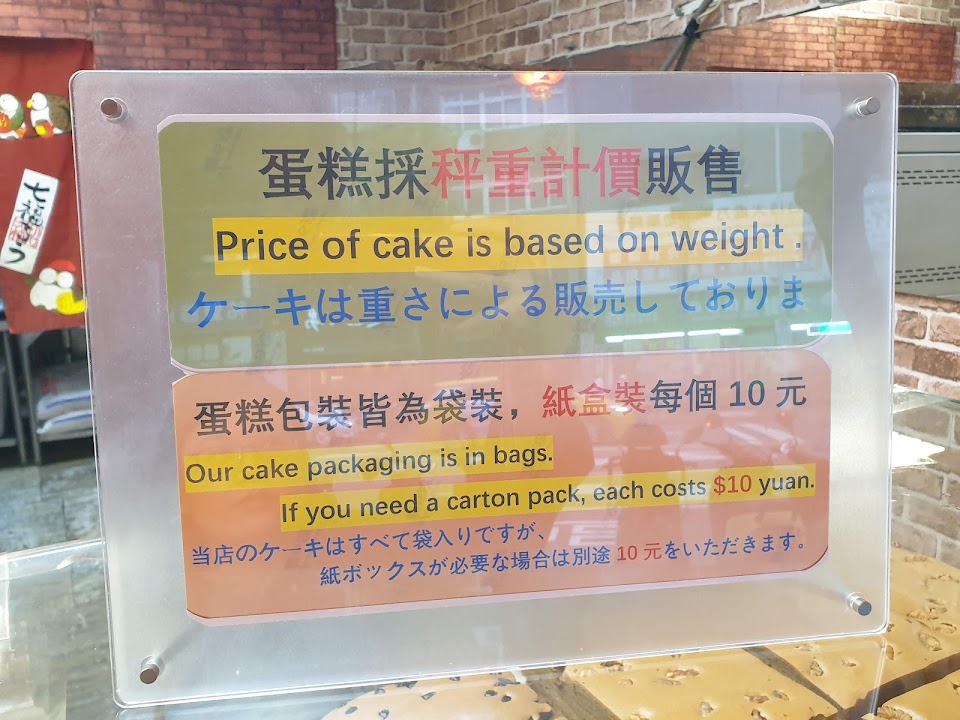 蛋糕採秤重計價販售
Price of cake is based on weight .
ケーキは重さによる販売しておりま
蛋糕包裝皆為袋裝，紙盒裝每個 10 元
Our cake packaging is in bags.
If you need a carton pack, each costs $10 yuan.
当店のケーキはすべて袋入りですが、
紙ボックスが必要な場合は別途 10 元をいただきます。
七福